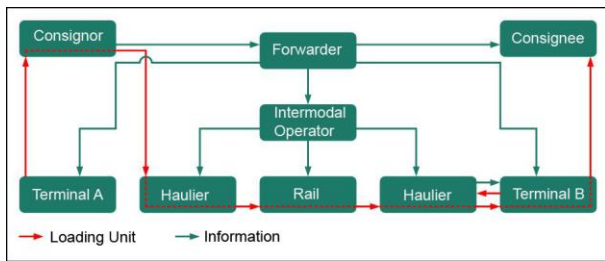 Consignor
Forwarder
Consignee
Intermodal
Operator
Terminal A
Haulier
Rail
Haulier
Terminal B
Loading Unit
Information